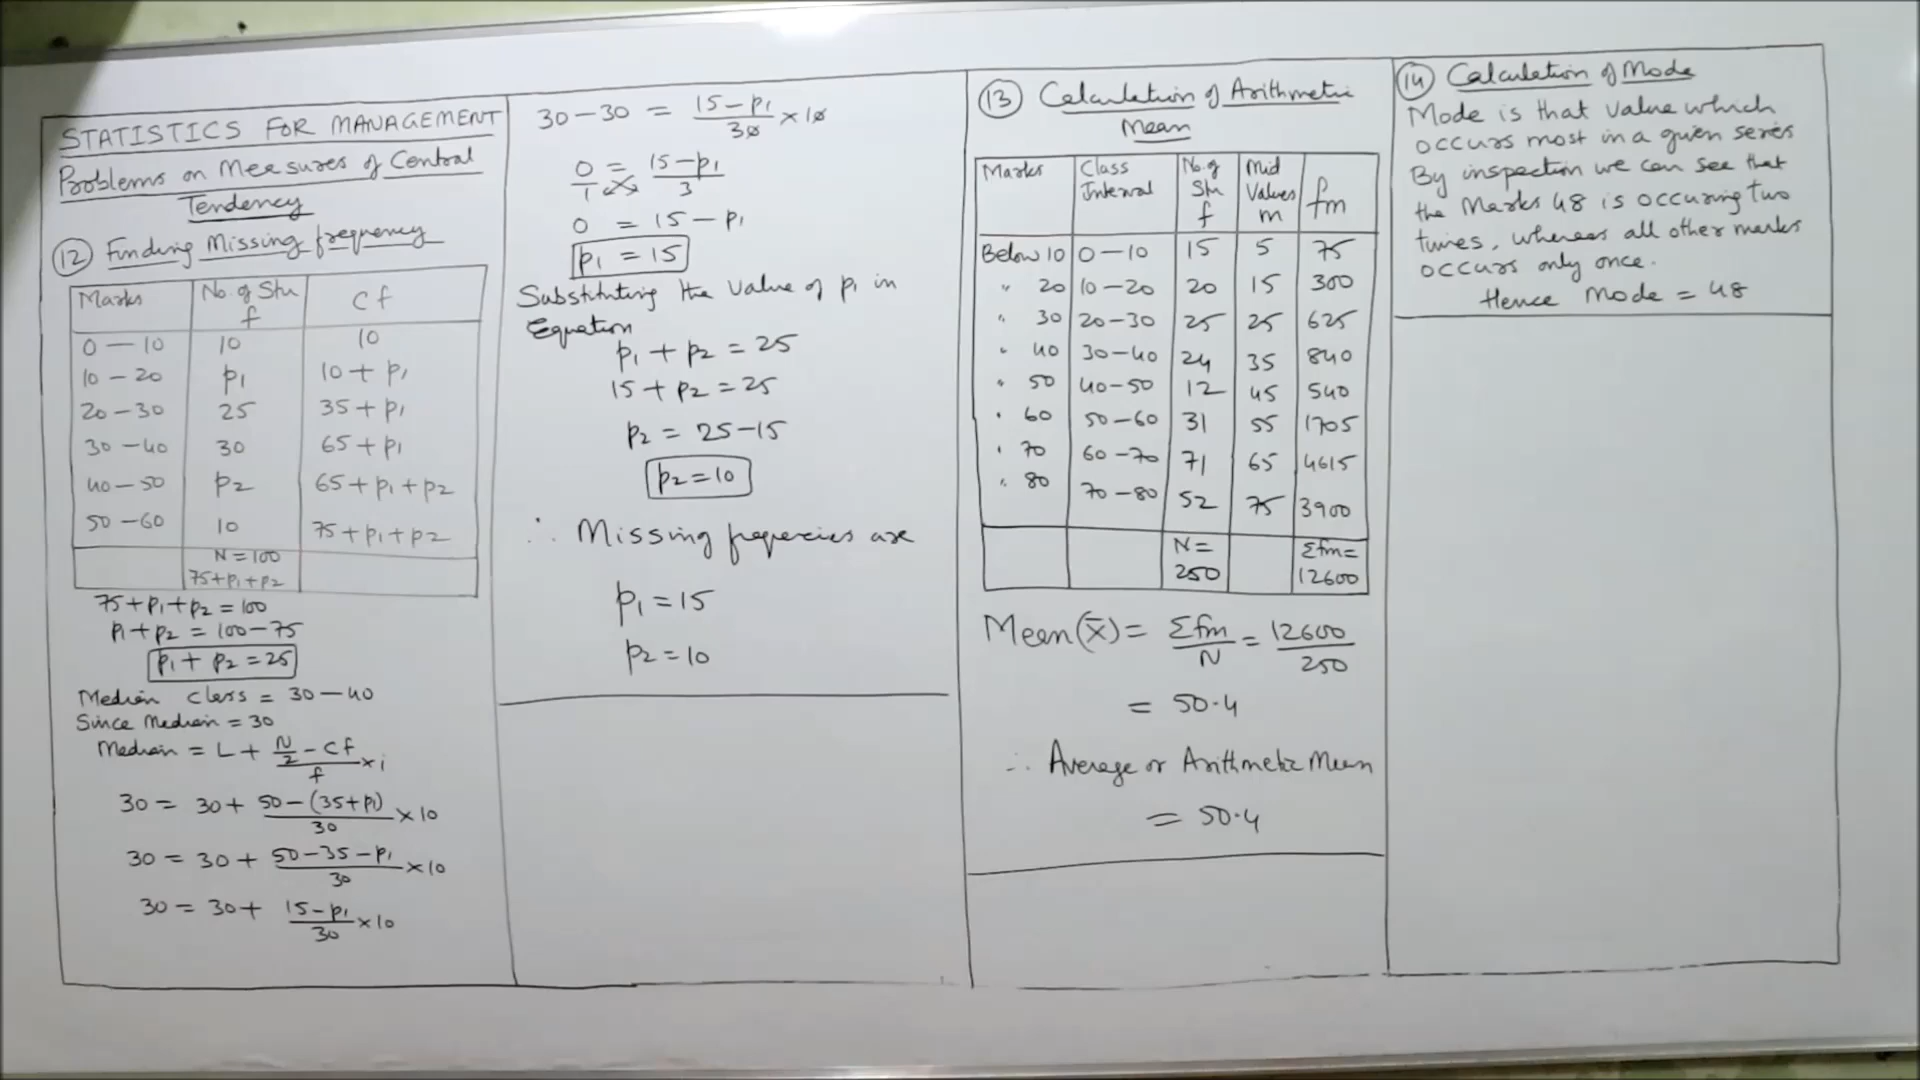 STATISTICS FOR MANAGEMENT
Problems on Measures of Central
Tendency
12 Finding Missing frequency
Marks No. of Stu f Cf
0 — 10 10 10
10 — 20 p1 10 + p1
20 — 30 25 35 + p1
30 — 40 30 65 + p1
40 — 50 p2 65 + p1 + p2
50 — 60 10 75 + p1 + p2
N = 100
75 + p1 + p2
75 + p1 + p2 = 100
p1 + p2 = 100 — 75
p1 + p2 = 25
Median class = 30 — 40
Since Median = 30
Median = L + (N/2 — Cf)/f × i
30 = 30 + (50 — (35 + p1))/30 × 10
30 = 30 + (50 — 35 — p1)/30 × 10
30 = 30 + (15 — p1)/30 × 10
30 — 30 = (15 — p1)/30 × 10
0/1 = (15 — p1)/3
0 = 15 — p1
p1 = 15
Substituting the value of p1 in
Equation
p1 + p2 = 25
15 + p2 = 25
p2 = 25 — 15
p2 = 10
∴ Missing freqencies are
p1 = 15
p2 = 10
13 Calculation of Arithmetic
Mean
Marks Class Interval No. of Stu f Mid Values m fm
Below 10 0 — 10 15 5 75
" 20 10 — 20 20 15 300
" 30 20 — 30 25 25 625
" 40 30 — 40 24 35 840
" 50 40 — 50 12 45 540
" 60 50 — 60 31 55 1705
" 70 60 — 70 71 65 4615
" 80 70 — 80 52 75 3900
N = 250 Σfm = 12600
Mean (x̄) = Σfm/N = 12600/250
= 50.4
∴ Average or Arithmetic Mean
= 50.4
14 Calculation of Mode
Mode is that value which
occurs most in a given series
By inspection we can see that
the Marks 48 is occuring two
times, whereas all other marks
occurs only once.
Hence Mode = 48